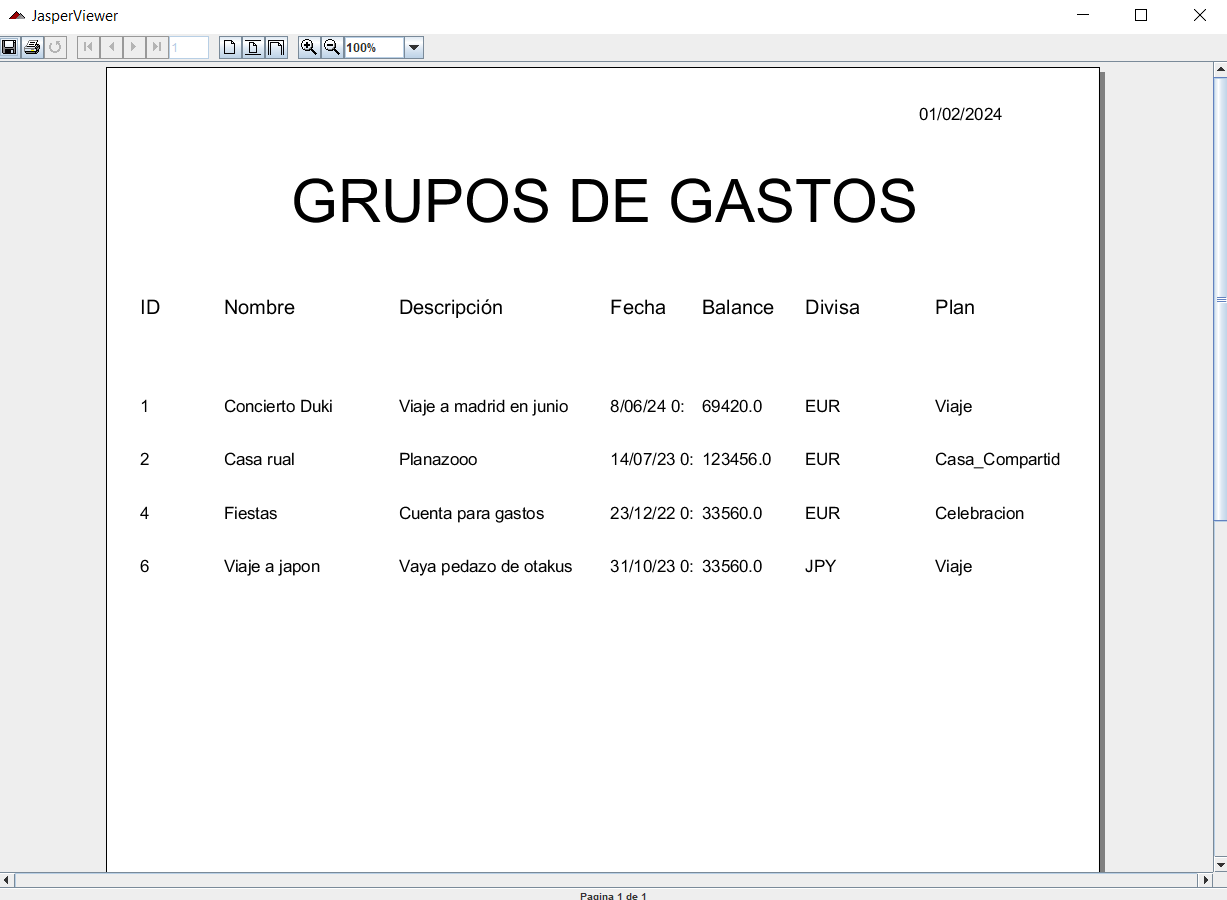 JasperViewer
1 100%
01/02/2024
GRUPOS DE GASTOS
ID Nombre Descripción Fecha Balance Divisa Plan
1 Concierto Duki Viaje a madrid en junio 8/06/24 0: 69420.0 EUR Viaje
2 Casa rual Planazooo 14/07/23 0: 123456.0 EUR Casa_Compartid
4 Fiestas Cuenta para gastos 23/12/22 0: 33560.0 EUR Celebracion
6 Viaje a japon Vaya pedazo de otakus 31/10/23 0: 33560.0 JPY Viaje
Pagina 1 de 1